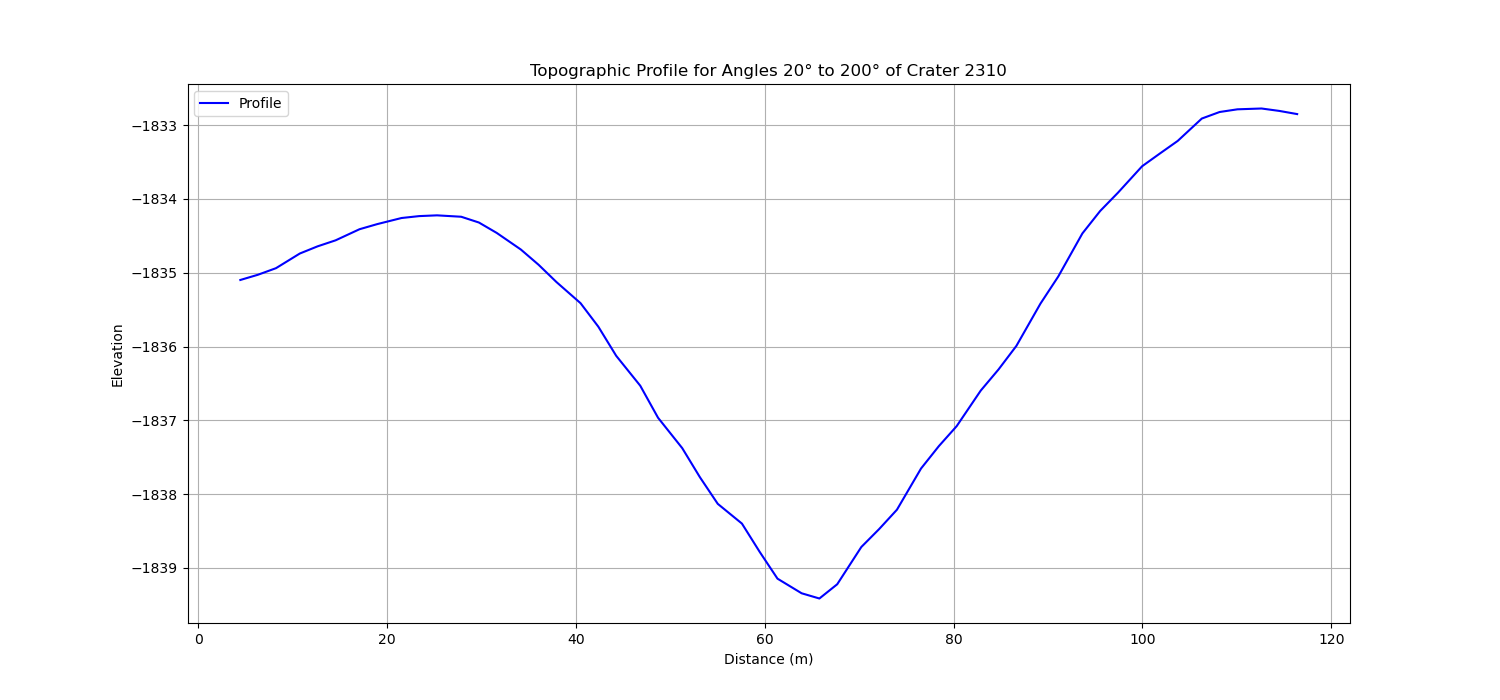 Topographic Profile for Angles 20° to 200° of Crater 2310
Profile
−1833
−1834
−1835
−1836
−1837
−1838
−1839
Elevation
0 20 40 60 80 100 120
Distance (m)